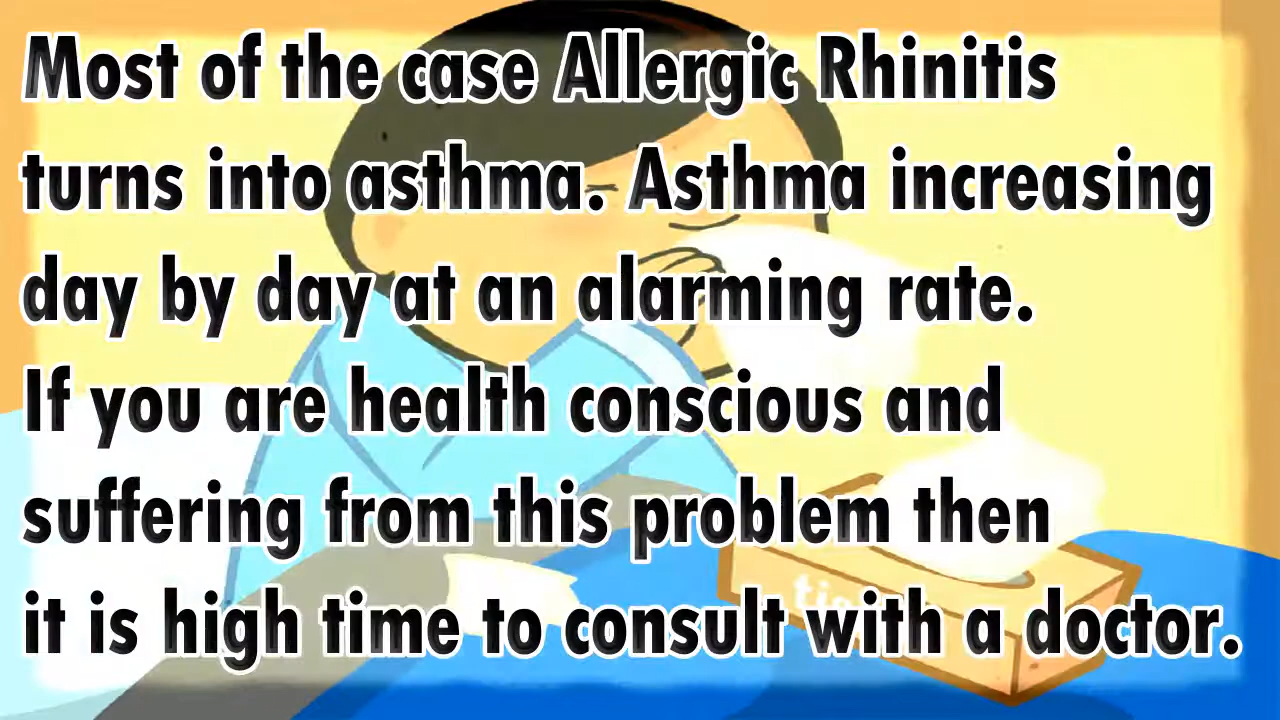 Most of the case Allergic Rhinitis
turns into asthma. Asthma increasing
day by day at an alarming rate.
If you are health conscious and
suffering from this problem then
it is high time to consult with a doctor.